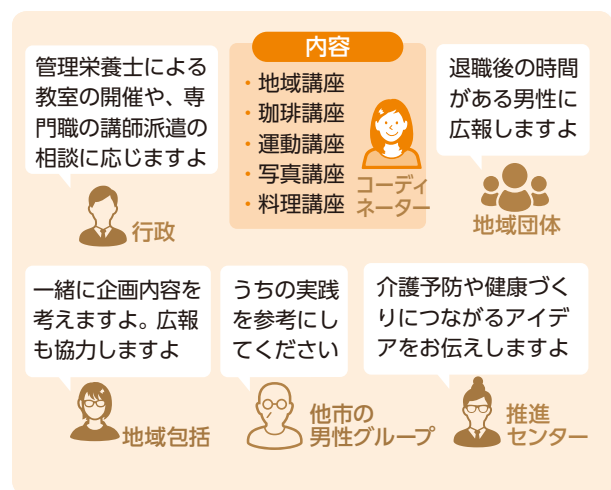 管理栄養士による
教室の開催や、専
門職の講師派遣の
相談に応じますよ
行政
内容
・地域講座
・珈琲講座
・運動講座
・写真講座
・料理講座
コーディ
ネーター
退職後の時間
がある男性に
広報しますよ
地域団体
一緒に企画内容を
考えますよ。広報
も協力しますよ
地域包括
うちの実践
を参考にし
てください
他市の
男性グループ
介護予防や健康づく
りにつながるアイデ
アをお伝えしますよ
推進
センター